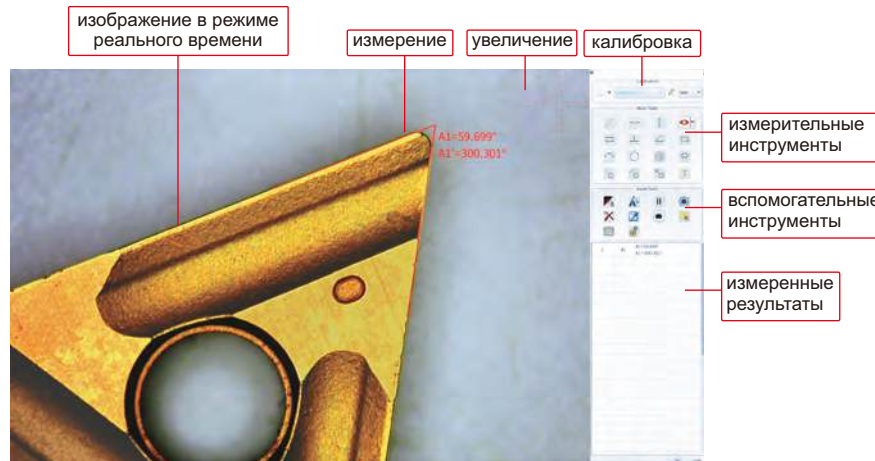 изображение в режиме
реального времени
измерение
увеличение
калибровка
A1=59.699°
A1'=300.301°
измерительные
инструменты
вспомогательные
инструменты
измеренные
результаты